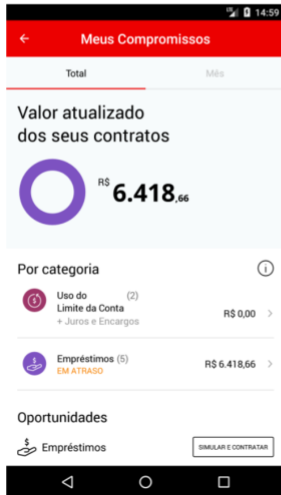 14:59
Meus Compromissos
Total
Mês
Valor atualizado
dos seus contratos
R$ 6.418,66
Por categoria
Uso do (2)
Limite da Conta
+ Juros e Encargos
R$ 0,00
Empréstimos (5)
EM ATRASO
R$ 6.418,66
Oportunidades
Empréstimos
SIMULAR E CONTRATAR